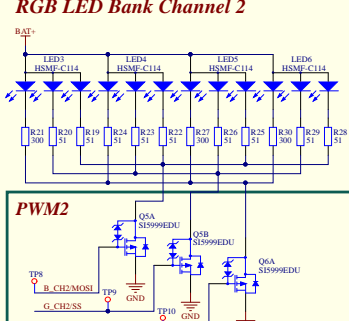 RGB LED Bank Channel 2
BAT+
LED3 LED4 LED5 LED6
HSMF-C114 HSMF-C114 HSMF-C114 HSMF-C114
R21 R20 R19 R24 R23 R22 R27 R26 R25 R30 R29 R28
300 51 51 51 51 51 300 51 51 300 51 51
PWM2
Q5A
SI5999EDU
Q5B
SI5999EDU
Q6A
SI5999EDU
TP8
B_CH2/MOSI
TP9
G_CH2/SS
GND
TP10
GND